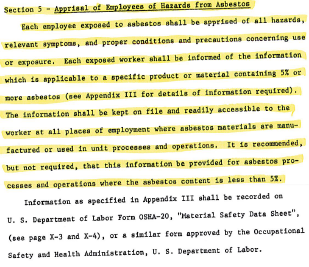 Section 5 - Apprisal of Employees of Hazards from Asbestos
Each employee exposed to asbestos shall be apprised of all hazards,
relevant symptoms, and proper conditions and precautions concerning use
or exposure. Each exposed worker shall be informed of the information
which is applicable to a specific product or material containing 5% or
more asbestos (see Appendix III for details of information required).
The information shall be kept on file and readily accessible to the
worker at all places of employment where asbestos materials are manu-
factured or used in unit processes and operations. It is recommended,
but not required, that this information be provided for asbestos pro-
cesses and operations where the asbestos content is less than 5%.
Information as specified in Appendix III shall be recorded on
U. S. Department of Labor Form OSHA-20, "Material Safety Data Sheet",
(see page X-3 and X-4), or a similar form approved by the Occupational
Safety and Health Administration, U. S. Department of Labor.